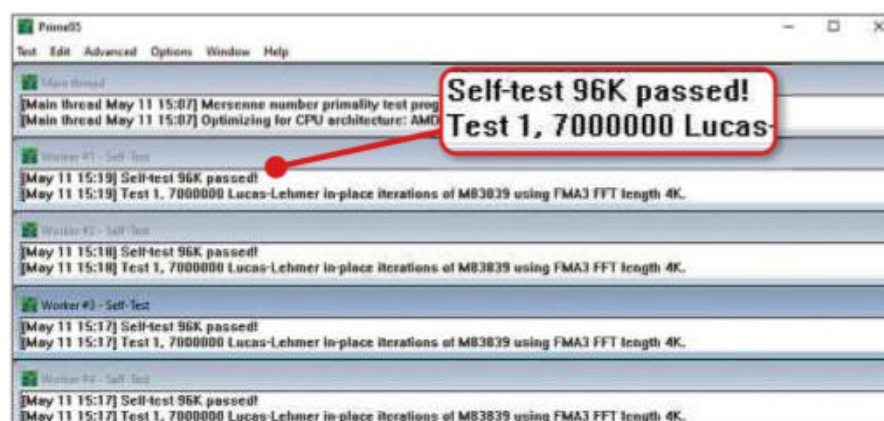 Prime95
Test Edit Advanced Options Window Help
Main thread
[Main thread May 11 15:07] Mersenne number primality test prog
[Main thread May 11 15:07] Optimizing for CPU architecture: AMD
Self-test 96K passed!
Test 1, 7000000 Lucas-
Worker #1 - Self-Test
[May 11 15:19] Self-test 96K passed!
[May 11 15:19] Test 1, 7000000 Lucas-Lehmer in-place iterations of M83839 using FMA3 FFT length 4K.
Worker #2 - Self-Test
[May 11 15:18] Self-test 96K passed!
[May 11 15:18] Test 1, 7000000 Lucas-Lehmer in-place iterations of M83839 using FMA3 FFT length 4K.
Worker #3 - Self-Test
[May 11 15:17] Self-test 96K passed!
[May 11 15:17] Test 1, 7000000 Lucas-Lehmer in-place iterations of M83839 using FMA3 FFT length 4K.
Worker #4 - Self-Test
[May 11 15:17] Self-test 96K passed!
[May 11 15:17] Test 1, 7000000 Lucas-Lehmer in-place iterations of M83839 using FMA3 FFT length 4K.